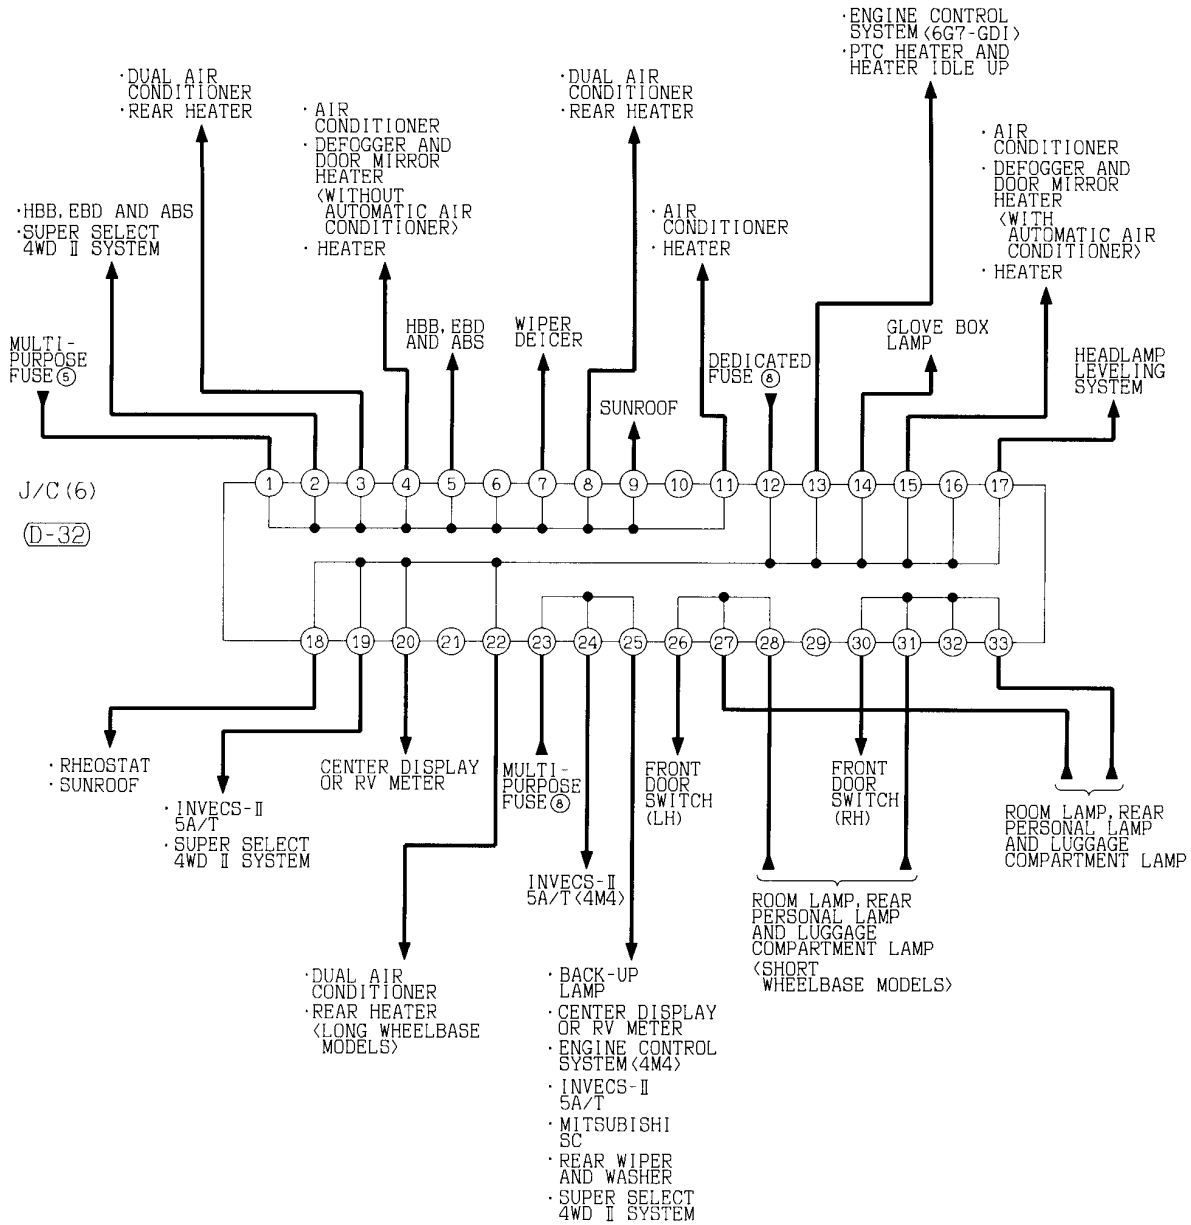 ·ENGINE CONTROL
SYSTEM〈6G7-GDI〉
·PTC HEATER AND
HEATER IDLE UP
·DUAL AIR
CONDITIONER
·REAR HEATER
·AIR
CONDITIONER
·DEFOGGER AND
DOOR MIRROR
HEATER
〈WITHOUT
AUTOMATIC AIR
CONDITIONER〉
·HEATER
·DUAL AIR
CONDITIONER
·REAR HEATER
·AIR
CONDITIONER
·DEFOGGER AND
DOOR MIRROR
HEATER
〈WITH
AUTOMATIC AIR
CONDITIONER〉
·HEATER
·HBB,EBD AND ABS
·SUPER SELECT
4WD Ⅱ SYSTEM
·AIR
CONDITIONER
·HEATER
MULTI-
PURPOSE
FUSE⑤
HBB,EBD
AND ABS
WIPER
DEICER
SUNROOF
DEDICATED
FUSE⑧
GLOVE BOX
LAMP
HEADLAMP
LEVELING
SYSTEM
1 2 3 4 5 6 7 8 9 10 11 12 13 14 15 16 17
J/C(6)
D-32
18 19 20 21 22 23 24 25 26 27 28 29 30 31 32 33
·RHEOSTAT
·SUNROOF
·INVECS-Ⅱ
5A/T
·SUPER SELECT
4WD Ⅱ SYSTEM
CENTER DISPLAY
OR RV METER
MULTI-
PURPOSE
FUSE⑧
FRONT
DOOR
SWITCH
(LH)
FRONT
DOOR
SWITCH
(RH)
ROOM LAMP,REAR
PERSONAL LAMP
AND LUGGAGE
COMPARTMENT LAMP
INVECS-Ⅱ
5A/T〈4M4〉
ROOM LAMP,REAR
PERSONAL LAMP
AND LUGGAGE
COMPARTMENT LAMP
〈SHORT
WHEELBASE MODELS〉
·DUAL AIR
CONDITIONER
·REAR HEATER
〈LONG WHEELBASE
MODELS〉
·BACK-UP
LAMP
·CENTER DISPLAY
OR RV METER
·ENGINE CONTROL
SYSTEM〈4M4〉
·INVECS-Ⅱ
5A/T
·MITSUBISHI
SC
·REAR WIPER
AND WASHER
·SUPER SELECT
4WD Ⅱ SYSTEM